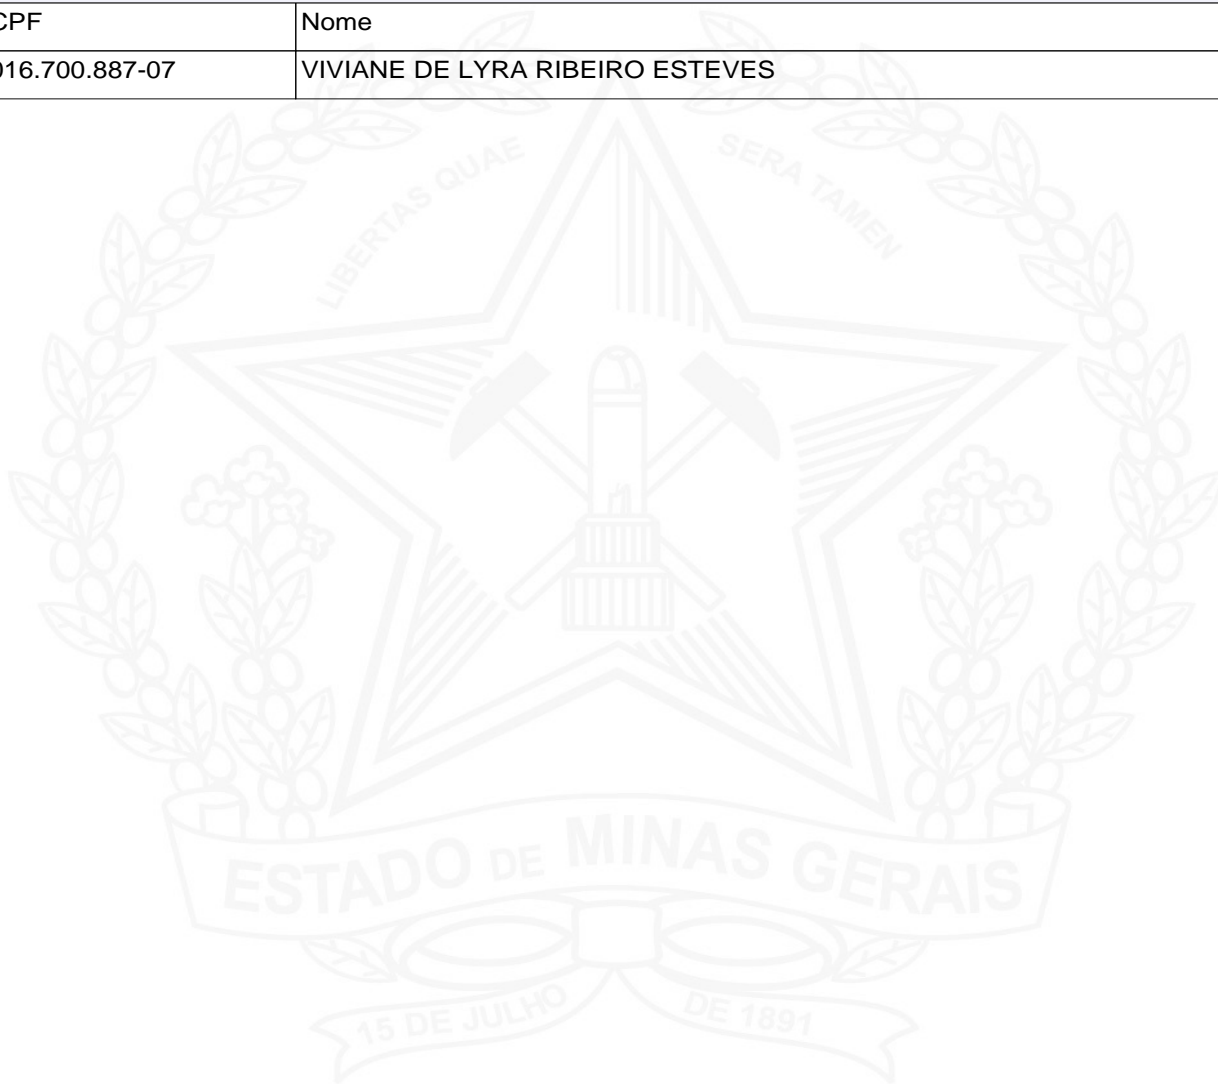 CPF Nome
016.700.887-07 VIVIANE DE LYRA RIBEIRO ESTEVES
LIBERTAS QUAE SERA TAMEN
ESTADO DE MINAS GERAIS
15 DE JULHO DE 1891